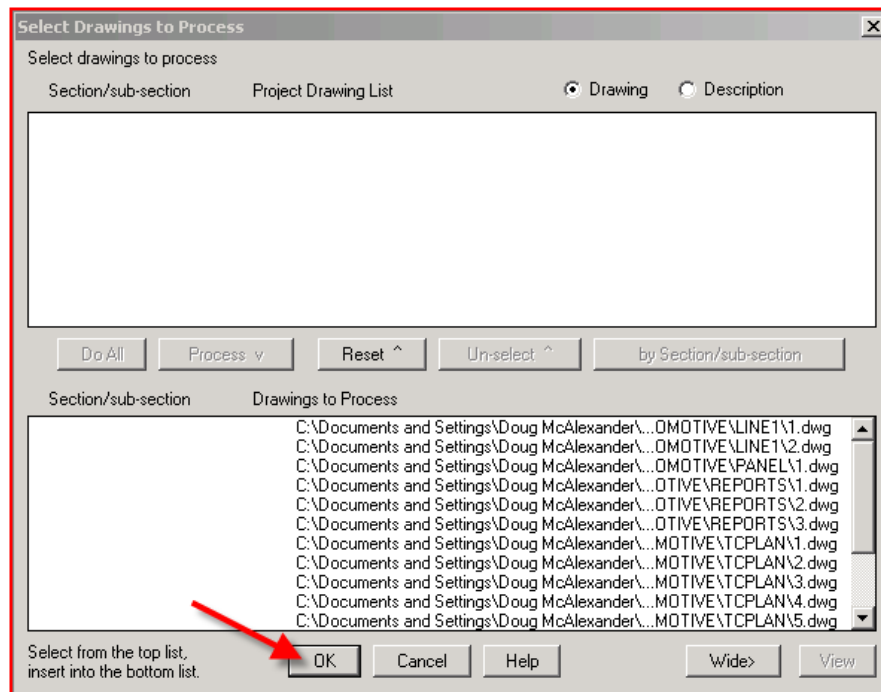 Select Drawings to Process
Select drawings to process
Section/sub-section Project Drawing List Drawing Description
Do All Process v Reset ^ Un-select ^ by Section/sub-section
Section/sub-section Drawings to Process
C:\Documents and Settings\Doug McAlexander\...OMOTIVE\LINE1\1.dwg
C:\Documents and Settings\Doug McAlexander\...OMOTIVE\LINE1\2.dwg
C:\Documents and Settings\Doug McAlexander\...OMOTIVE\PANEL\1.dwg
C:\Documents and Settings\Doug McAlexander\...OTIVE\REPORTS\1.dwg
C:\Documents and Settings\Doug McAlexander\...OTIVE\REPORTS\2.dwg
C:\Documents and Settings\Doug McAlexander\...OTIVE\REPORTS\3.dwg
C:\Documents and Settings\Doug McAlexander\...MOTIVE\TCPLAN\1.dwg
C:\Documents and Settings\Doug McAlexander\...MOTIVE\TCPLAN\2.dwg
C:\Documents and Settings\Doug McAlexander\...MOTIVE\TCPLAN\3.dwg
C:\Documents and Settings\Doug McAlexander\...MOTIVE\TCPLAN\4.dwg
C:\Documents and Settings\Doug McAlexander\...MOTIVE\TCPLAN\5.dwg
Select from the top list,
insert into the bottom list.
OK Cancel Help Wide> View